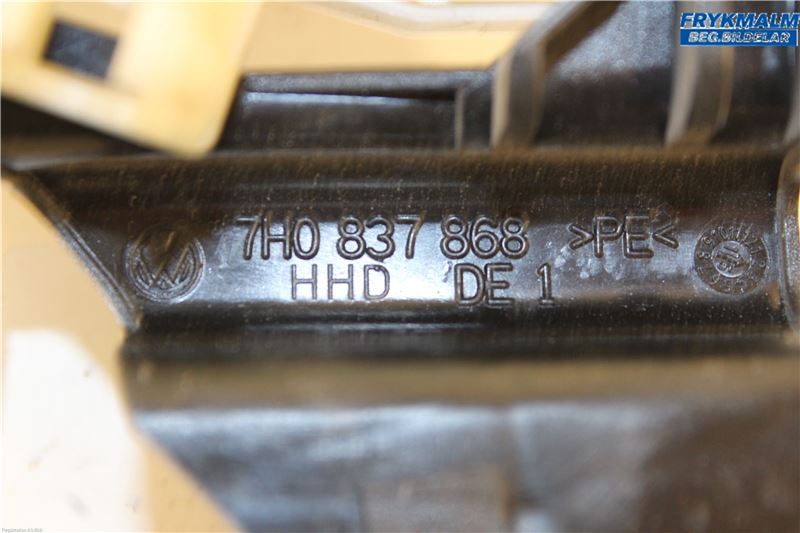 FRYKMALM
BEG.BILDELAR
7H0 837 868 >PE<
HHD DE 1